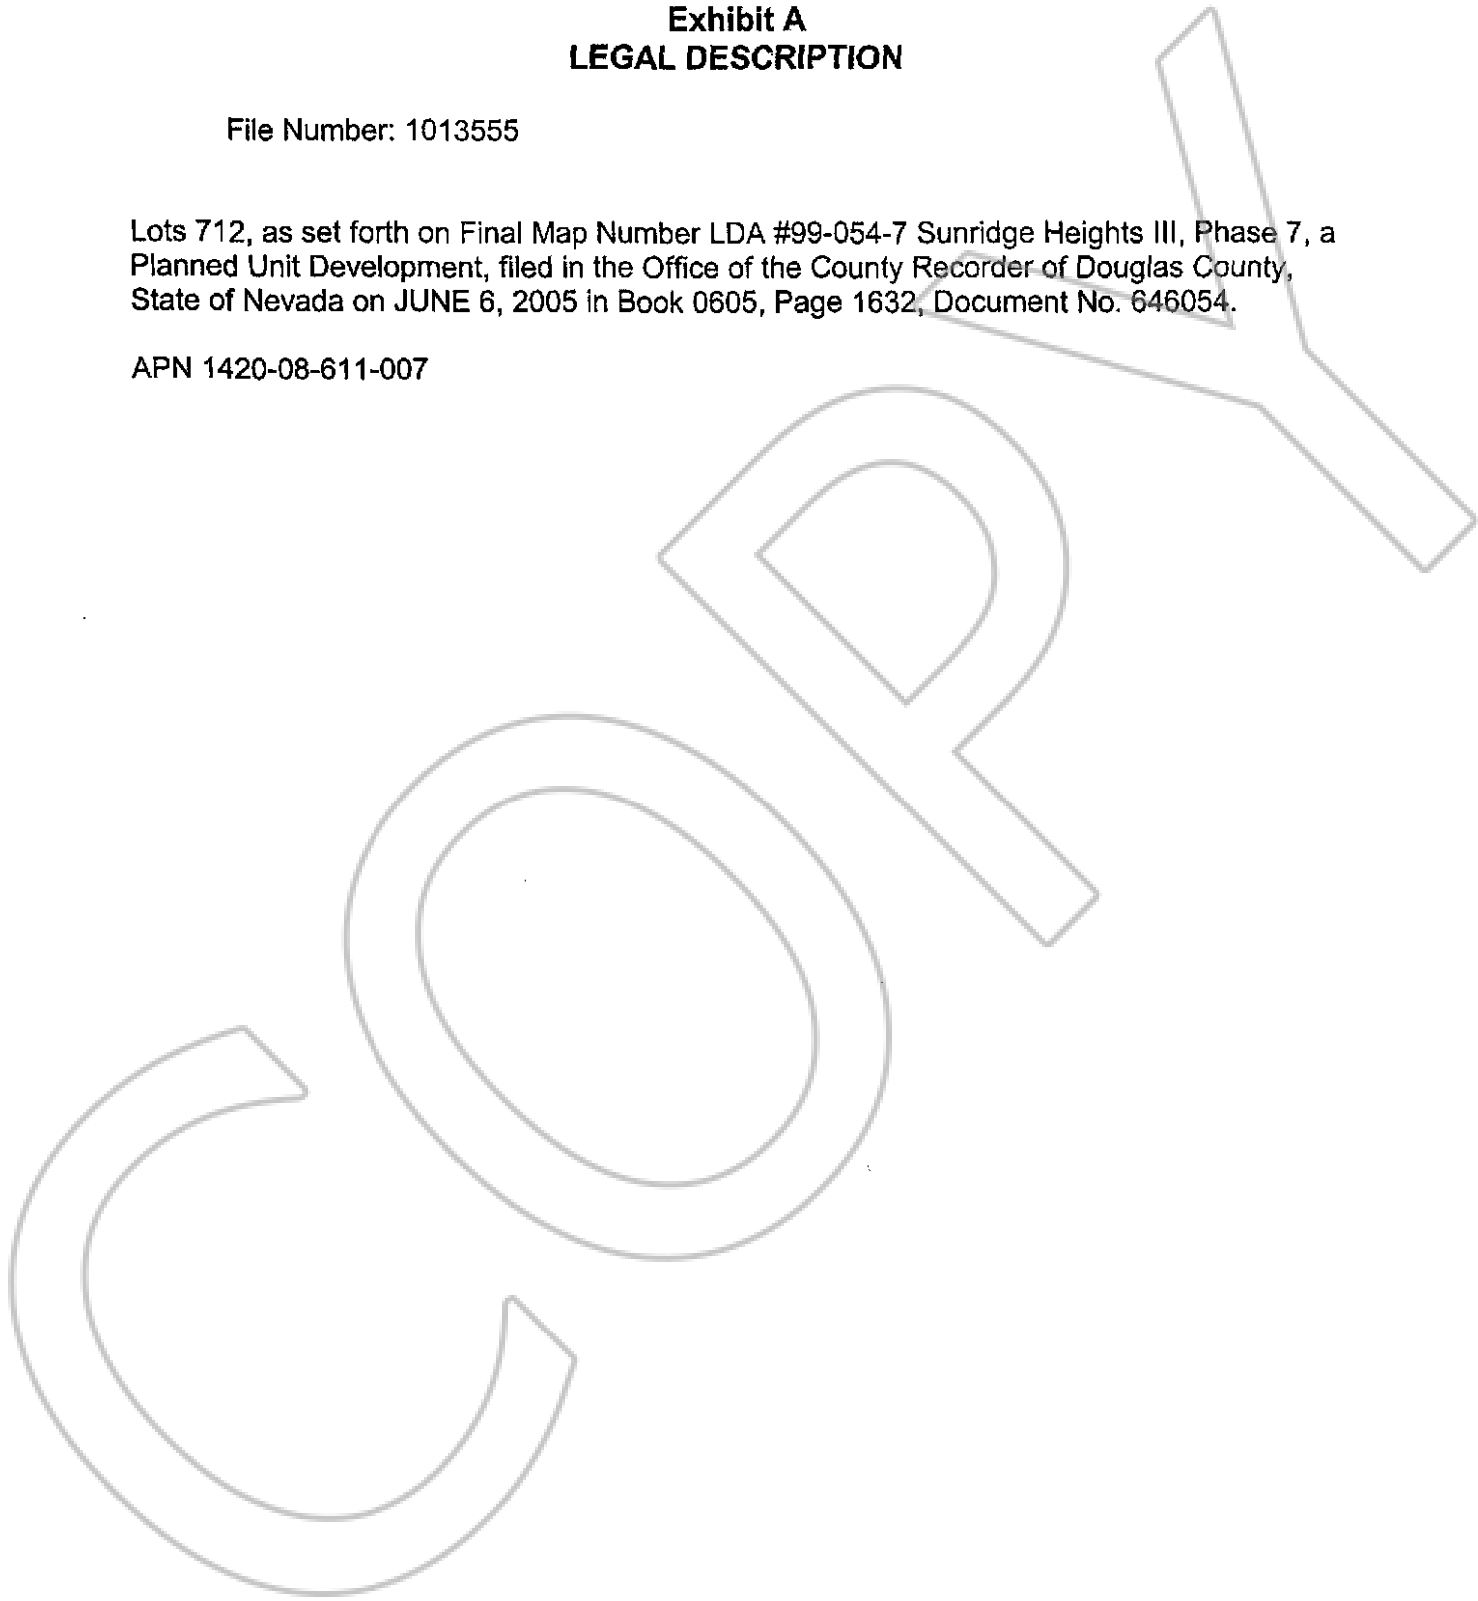 Exhibit A
LEGAL DESCRIPTION
File Number: 1013555
Lots 712, as set forth on Final Map Number LDA #99-054-7 Sunridge Heights III, Phase 7, a
Planned Unit Development, filed in the Office of the County Recorder of Douglas County,
State of Nevada on JUNE 6, 2005 in Book 0605, Page 1632, Document No. 646054.
APN 1420-08-611-007
COPY